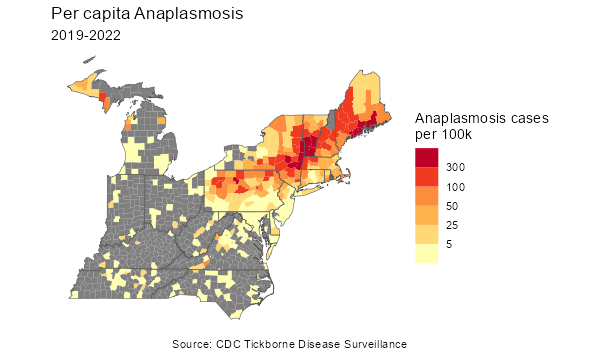 Per capita Anaplasmosis
2019-2022
Anaplasmosis cases
per 100k
300
100
50
25
5
Source: CDC Tickborne Disease Surveillance